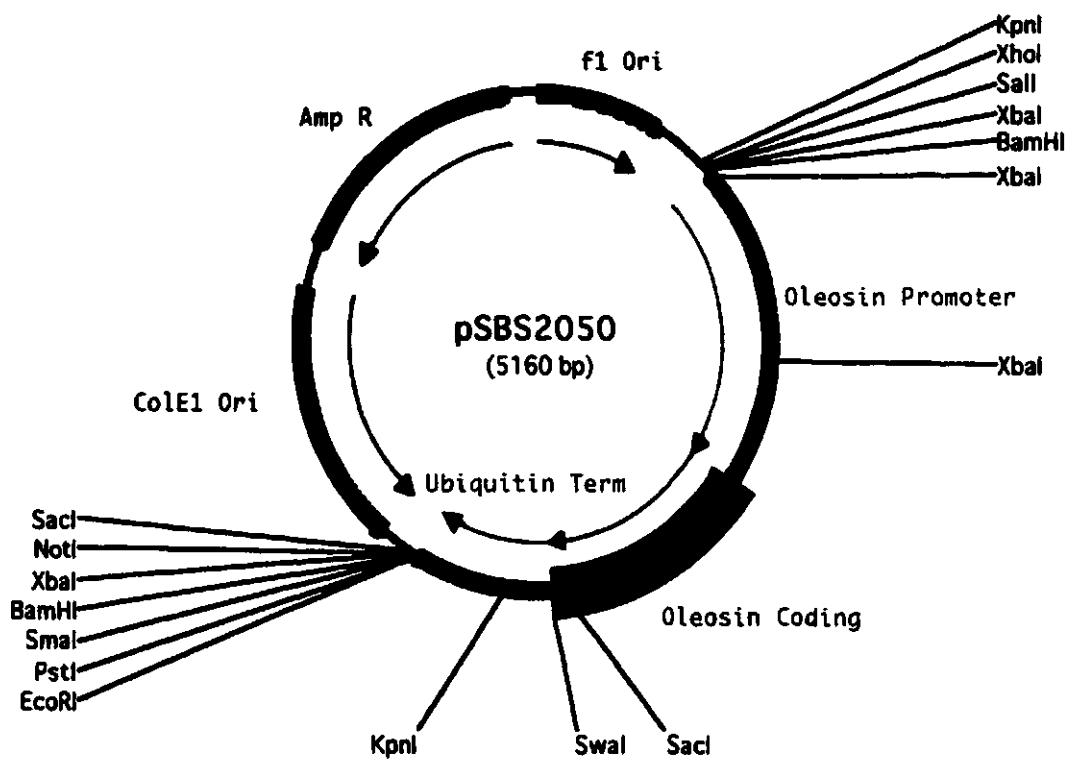 KpnI
f1 Ori
XhoI
SalI
Amp R
XbaI
BamHI
XbaI
Oleosin Promoter
pSBS2050
(5160 bp)
XbaI
ColE1 Ori
Ubiquitin Term
SacI
NotI
XbaI
BamHI
Oleosin Coding
SmaI
PstI
EcoRI
KpnI
SwaI
SacI